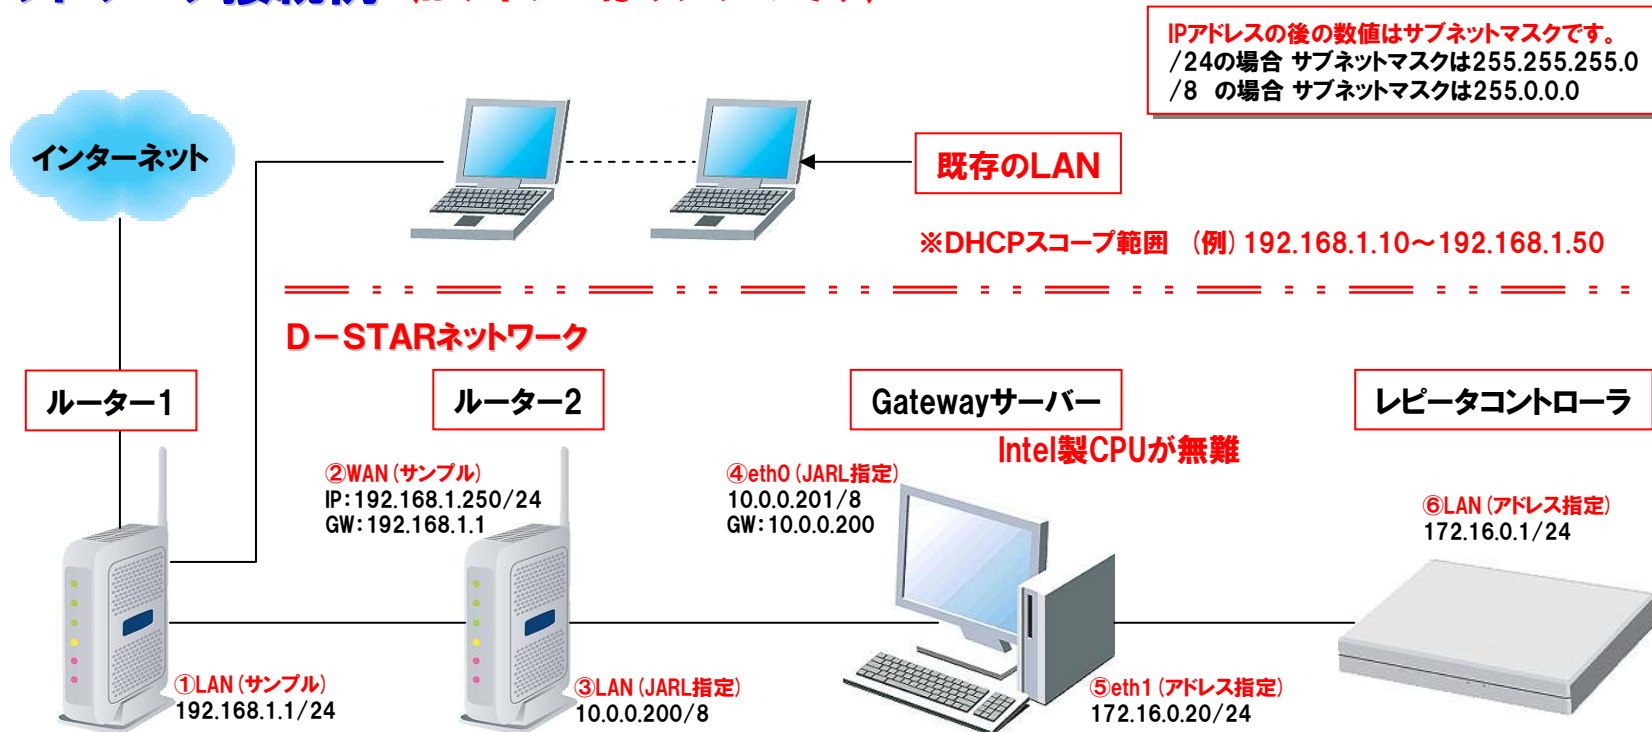 IPアドレスの後の数値はサブネットマスクです。
/24の場合 サブネットマスクは255.255.255.0
/8 の場合 サブネットマスクは255.0.0.0
インターネット
既存のLAN
※DHCPスコープ範囲 (例) 192.168.1.10～192.168.1.50
D－STARネットワーク
ルーター1
ルーター2
Gatewayサーバー
レピータコントローラ
Intel製CPUが無難
②WAN (サンプル)
IP:192.168.1.250/24
GW:192.168.1.1
④eth0 (JARL指定)
10.0.0.201/8
GW:10.0.0.200
⑥LAN (アドレス指定)
172.16.0.1/24
①LAN (サンプル)
192.168.1.1/24
③LAN (JARL指定)
10.0.0.200/8
⑤eth1 (アドレス指定)
172.16.0.20/24